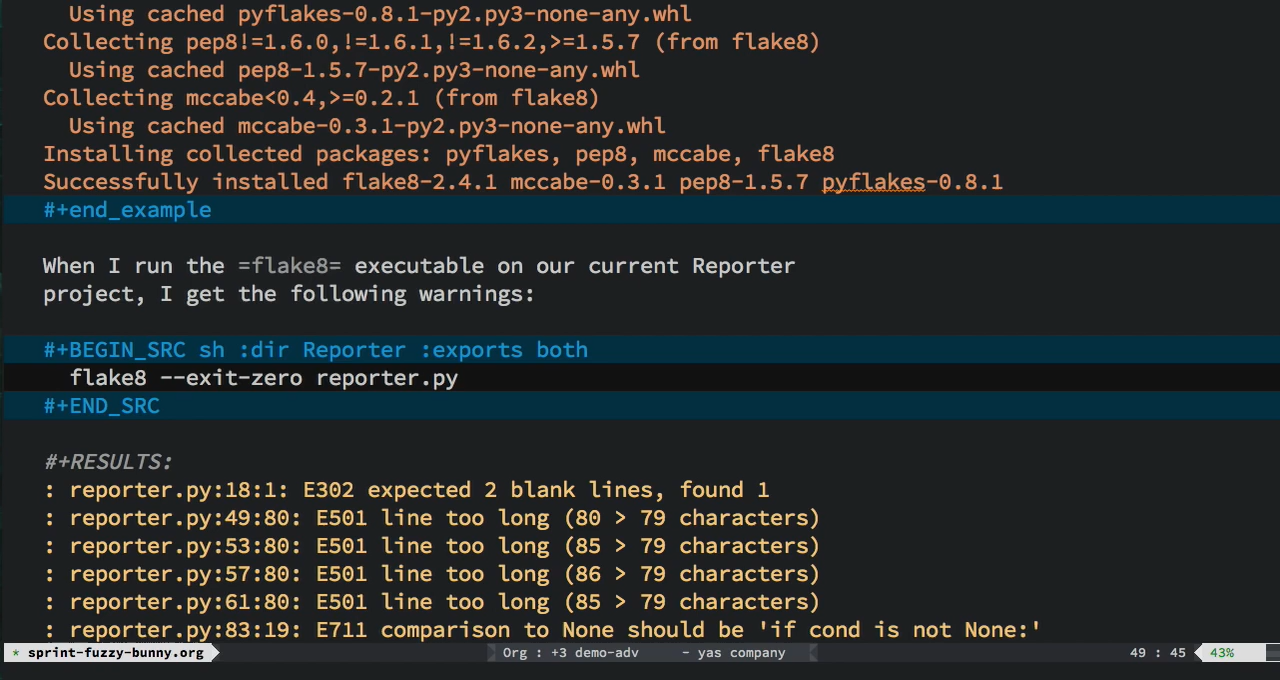 Using cached pyflakes-0.8.1-py2.py3-none-any.whl
Collecting pep8!=1.6.0,!=1.6.1,!=1.6.2,>=1.5.7 (from flake8)
Using cached pep8-1.5.7-py2.py3-none-any.whl
Collecting mccabe<0.4,>=0.2.1 (from flake8)
Using cached mccabe-0.3.1-py2.py3-none-any.whl
Installing collected packages: pyflakes, pep8, mccabe, flake8
Successfully installed flake8-2.4.1 mccabe-0.3.1 pep8-1.5.7 pyflakes-0.8.1
#+end_example
When I run the =flake8= executable on our current Reporter
project, I get the following warnings:
#+BEGIN_SRC sh :dir Reporter :exports both
flake8 --exit-zero reporter.py
#+END_SRC
#+RESULTS:
: reporter.py:18:1: E302 expected 2 blank lines, found 1
: reporter.py:49:80: E501 line too long (80 > 79 characters)
: reporter.py:53:80: E501 line too long (85 > 79 characters)
: reporter.py:57:80: E501 line too long (86 > 79 characters)
: reporter.py:61:80: E501 line too long (85 > 79 characters)
: reporter.py:83:19: E711 comparison to None should be 'if cond is not None:'
* sprint-fuzzy-bunny.org Org : +3 demo-adv - yas company 49 : 45 43%